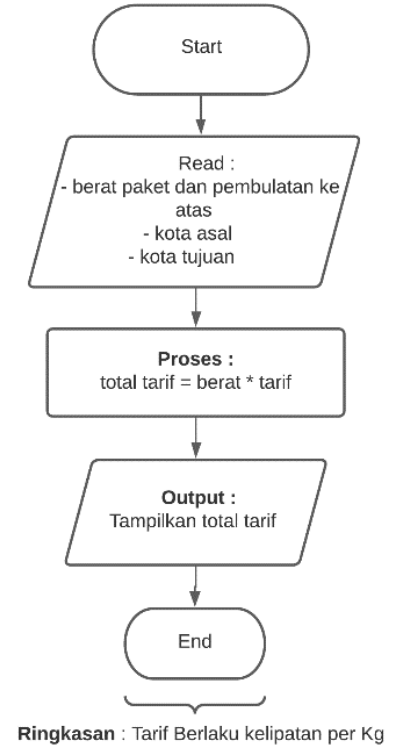 Start
Read :
- berat paket dan pembulatan ke
atas
- kota asal
- kota tujuan
Proses :
total tarif = berat * tarif
Output :
Tampilkan total tarif
End
Ringkasan : Tarif Berlaku kelipatan per Kg